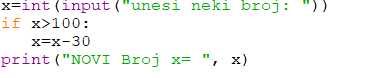 x=int(input("unesi neki broj: "))
if x>100:
    x=x-30
print("NOVI Broj x= ", x)